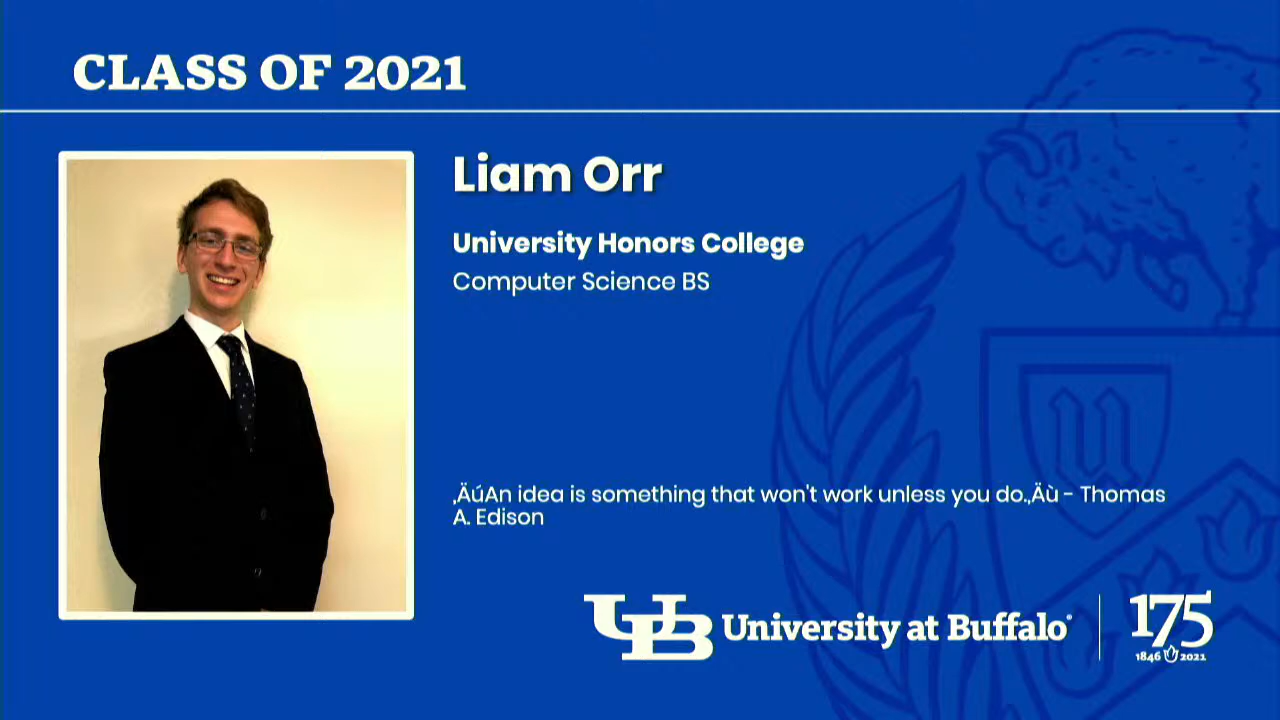 CLASS OF 2021
Liam Orr
University Honors College
Computer Science BS
‚ÄúAn idea is something that won't work unless you do.‚Äù - Thomas
A. Edison
UB University at Buffalo®
175
1846 2021